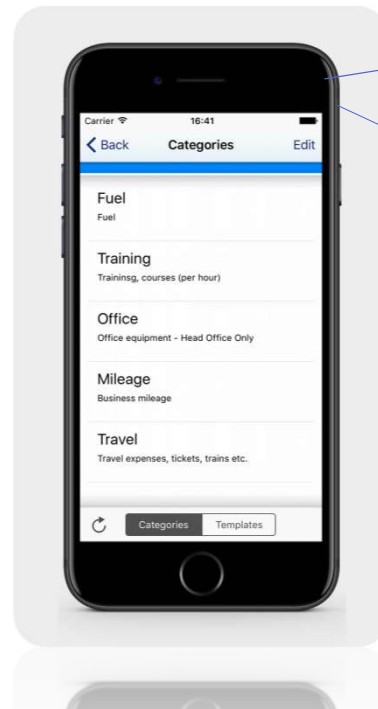 Carrier 16:41
Back Categories Edit
Fuel
Fuel
Training
Traininsg, courses (per hour)
Office
Office equipment - Head Office Only
Mileage
Business mileage
Travel
Travel expenses, tickets, trains etc.
Categories Templates